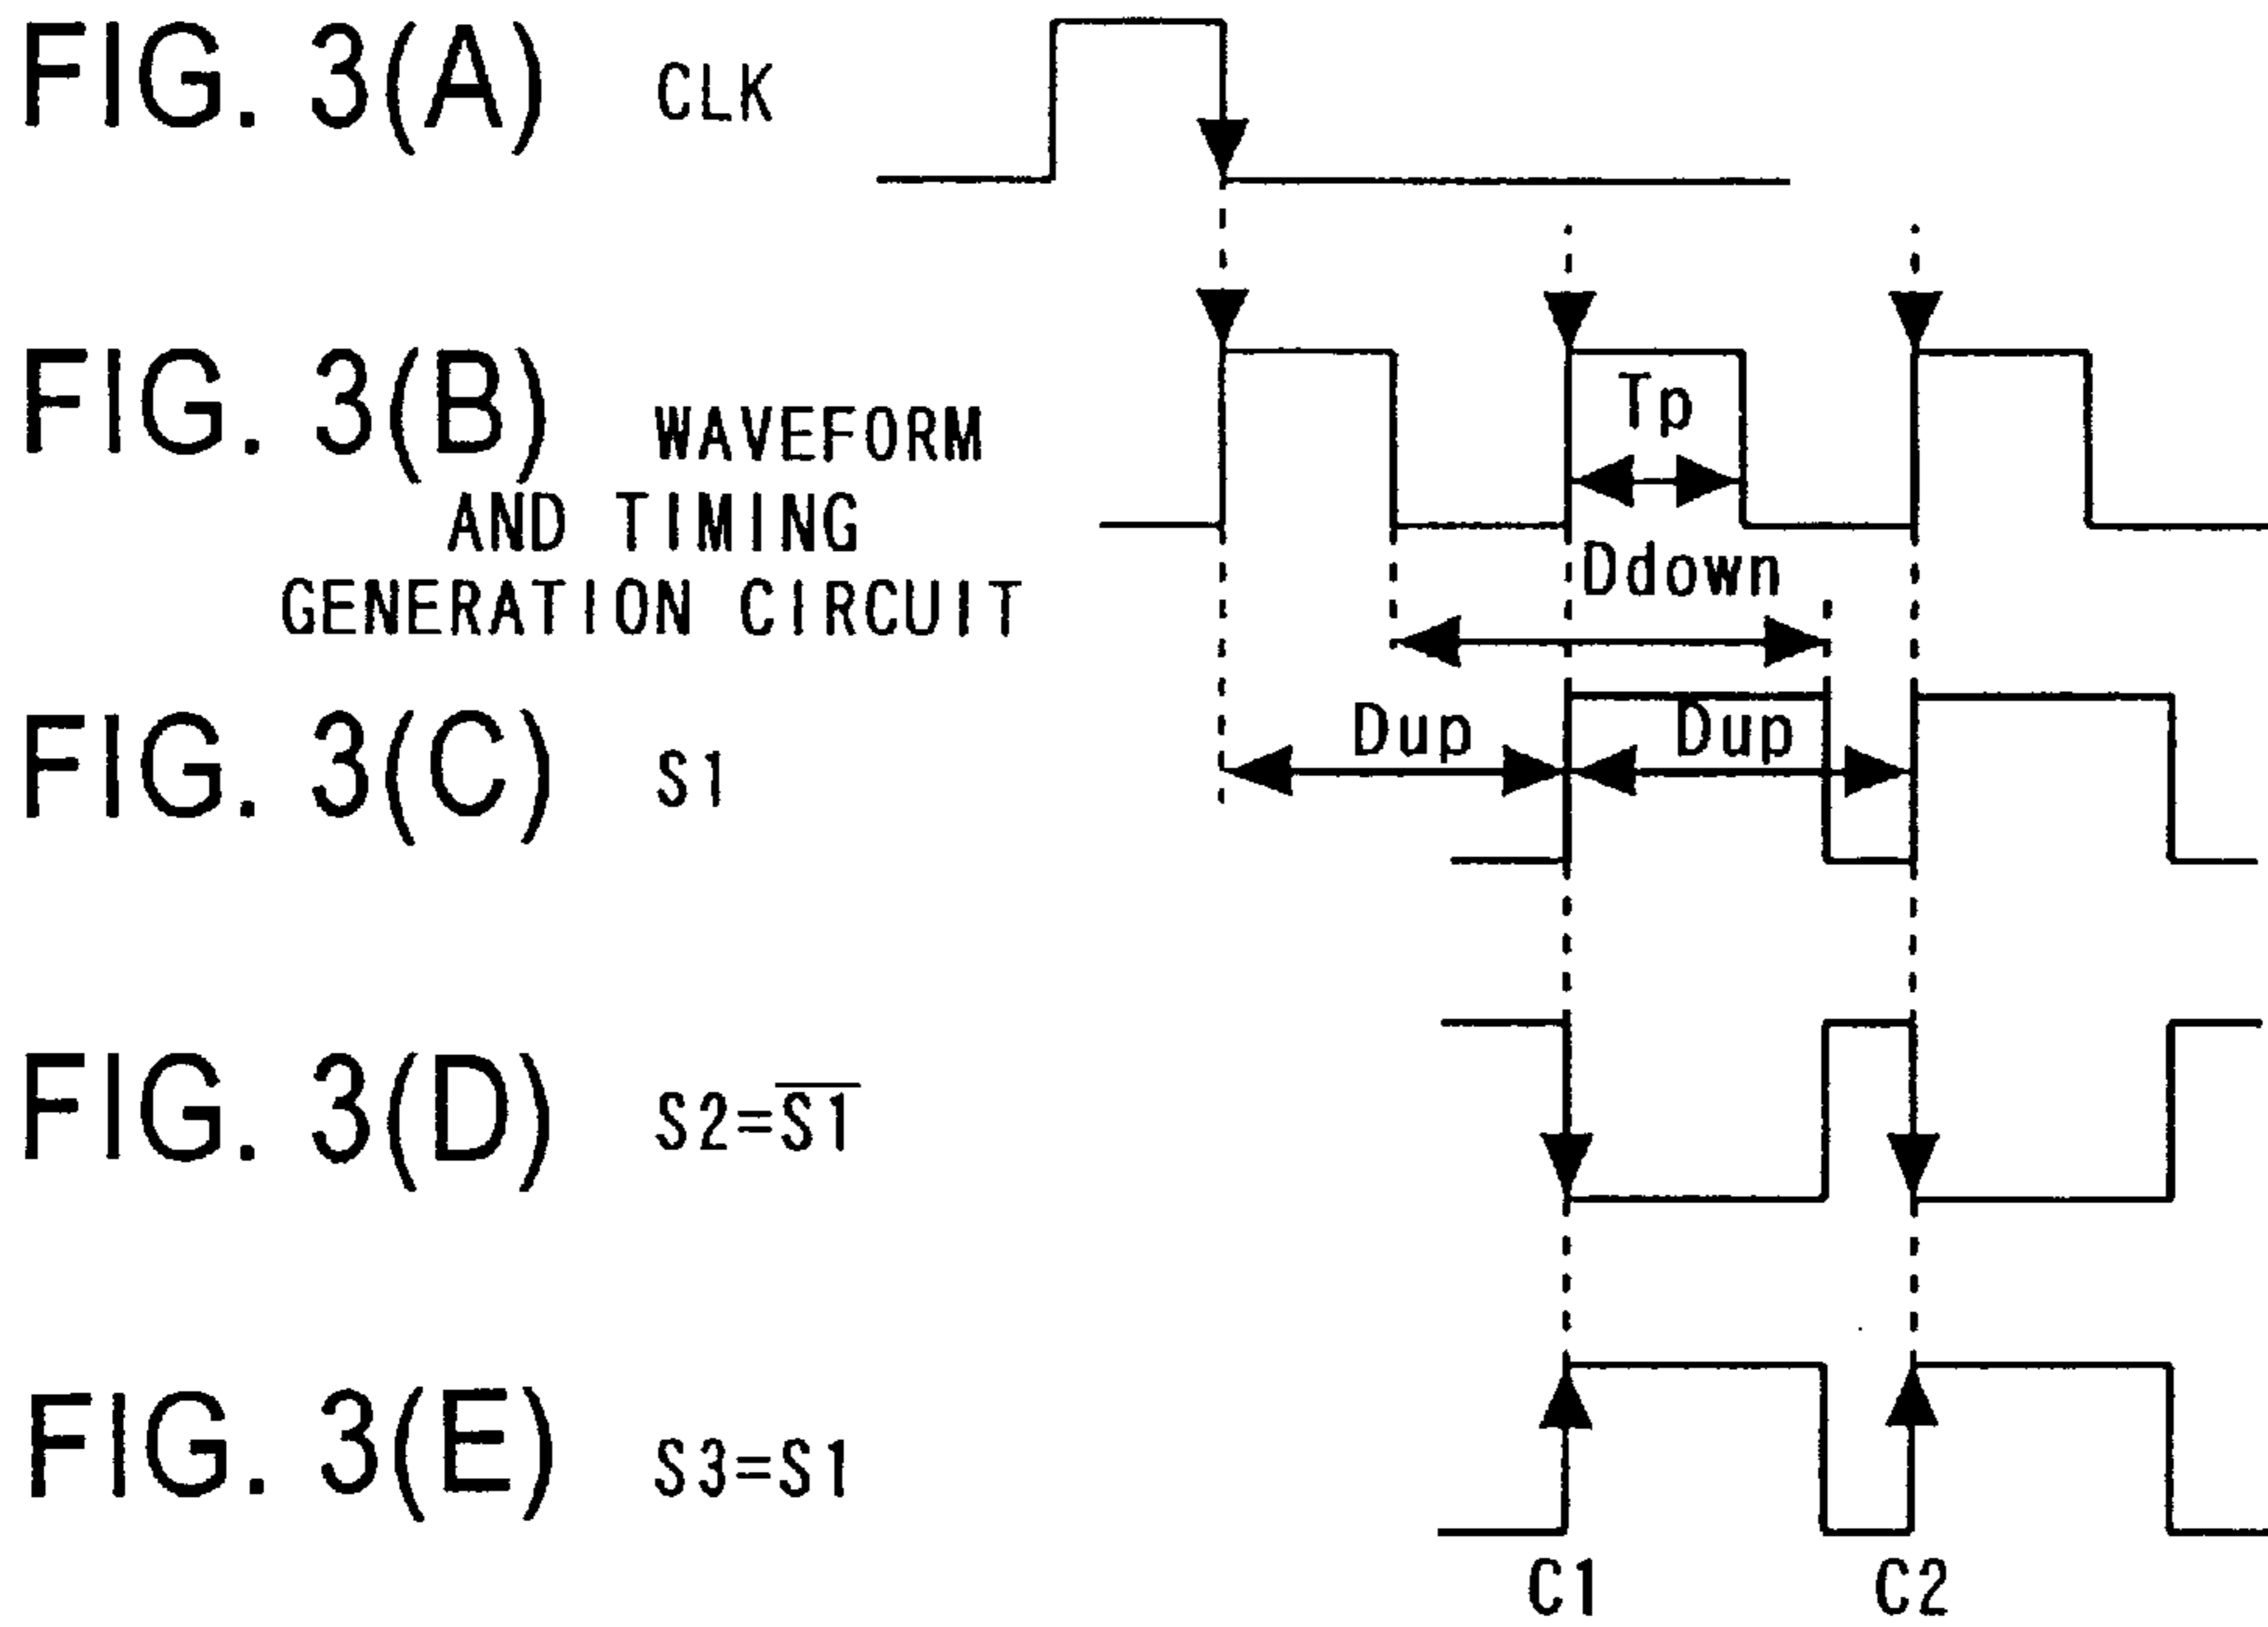 FIG. 3(A) CLK
FIG. 3(B) WAVEFORM
AND TIMING
GENERATION CIRCUIT
Tp
Ddown
FIG. 3(C) S1
Dup Dup
FIG. 3(D) S2=S̅1̅
FIG. 3(E) S3=S1
C1 C2